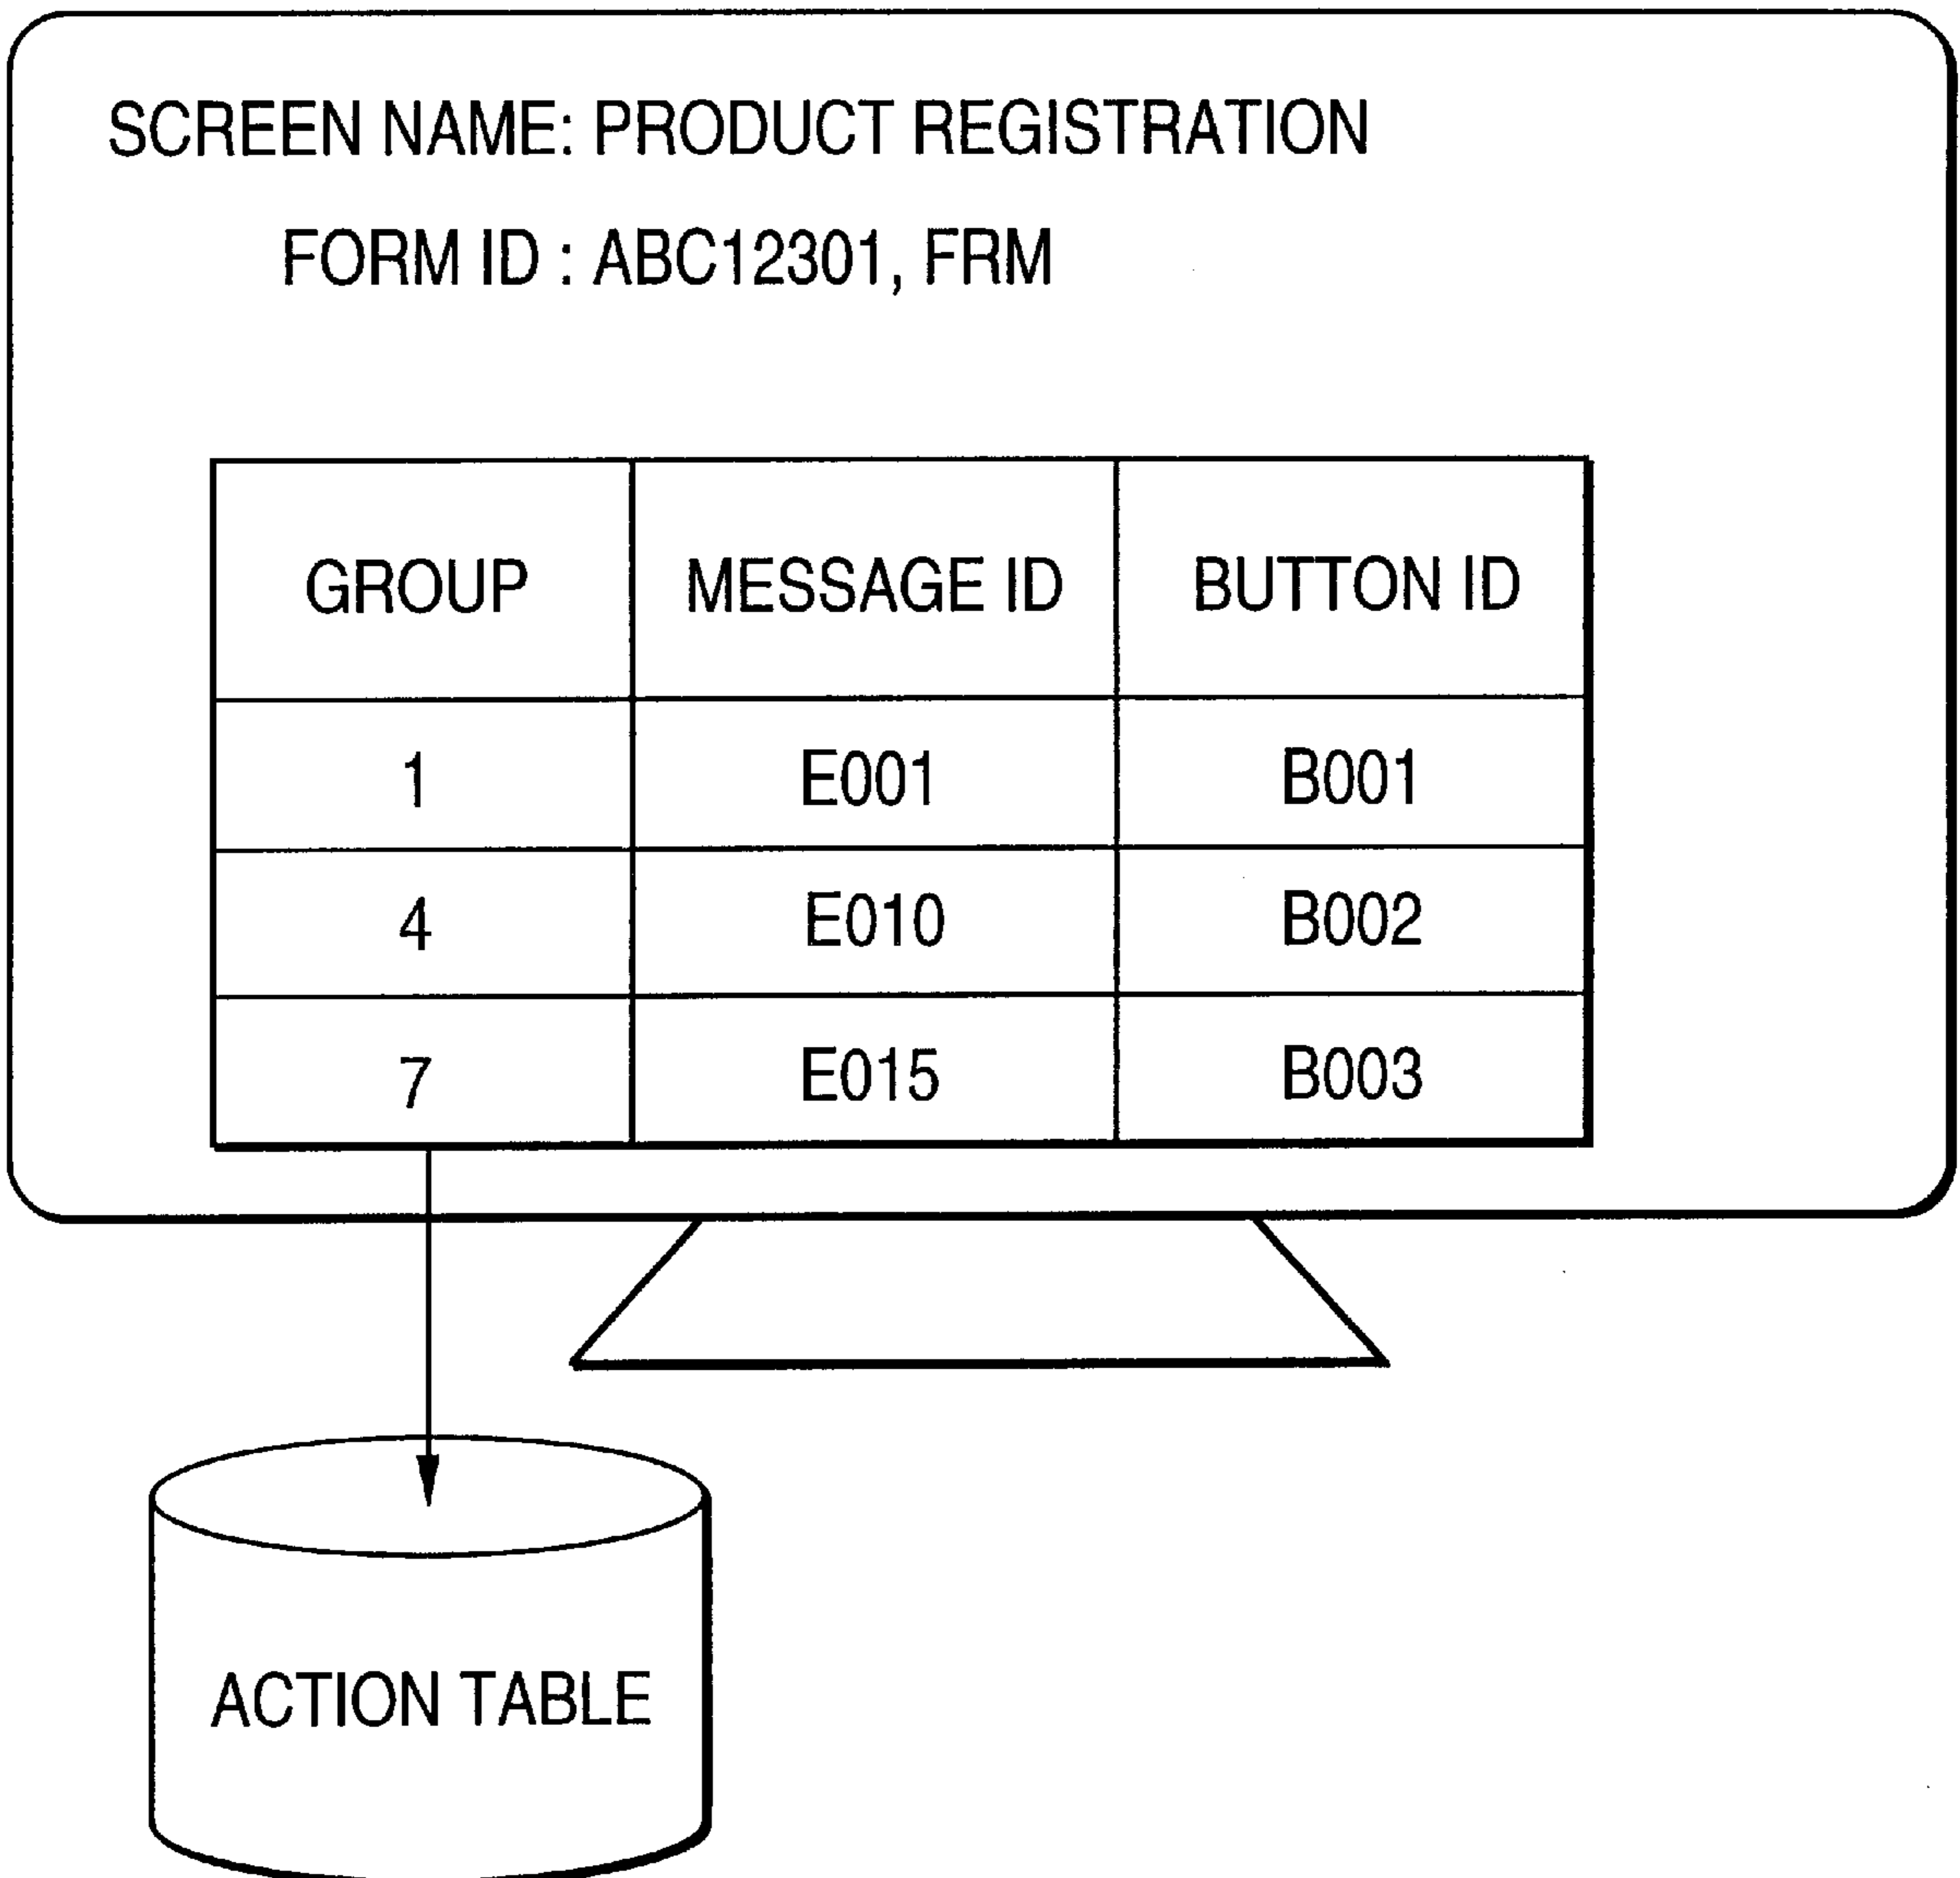 SCREEN NAME: PRODUCT REGISTRATION
FORM ID : ABC12301, FRM
GROUP MESSAGE ID BUTTON ID
1 E001 B001
4 E010 B002
7 E015 B003
ACTION TABLE